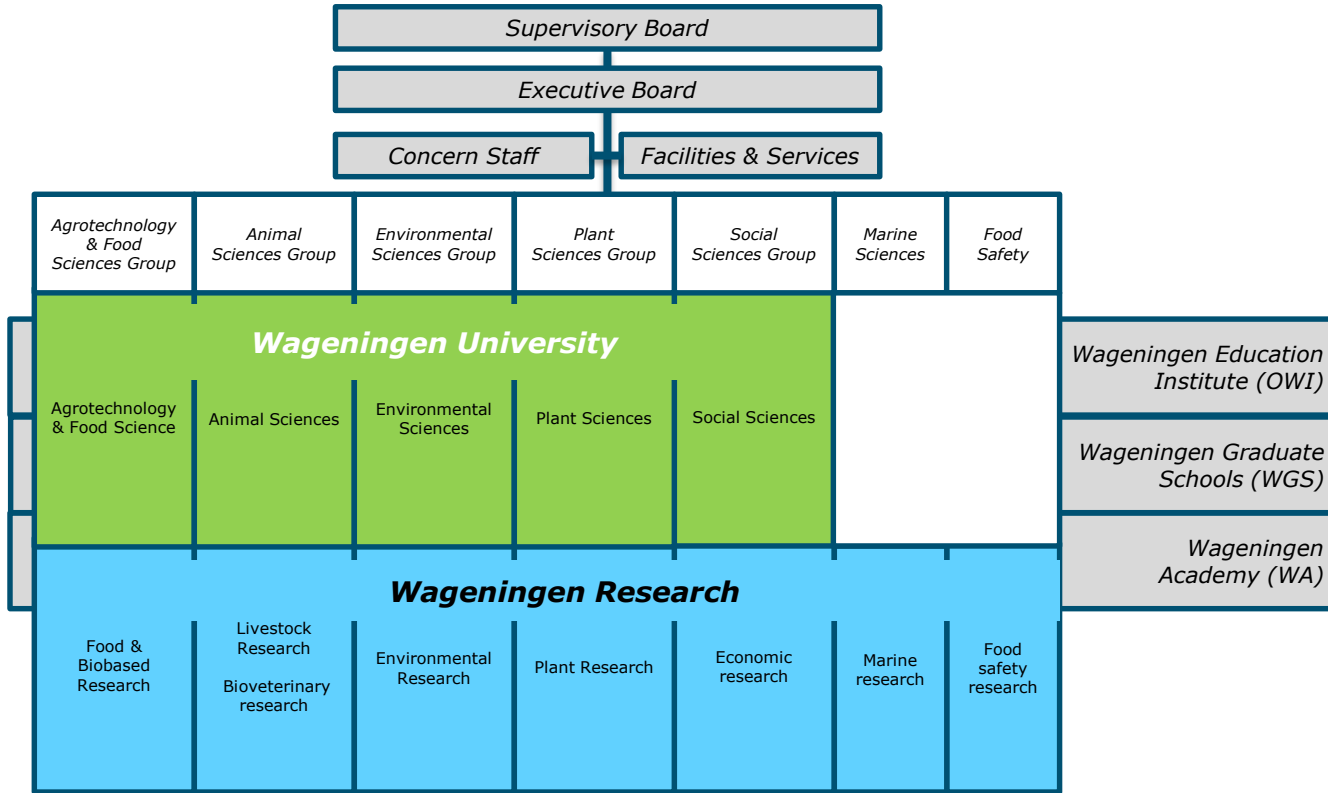 Supervisory Board
Executive Board
Concern Staff
Facilities & Services
Agrotechnology
& Food
Sciences Group
Animal
Sciences Group
Environmental
Sciences Group
Plant
Sciences Group
Social
Sciences Group
Marine
Sciences
Food
Safety
Wageningen University
Agrotechnology
& Food Science
Animal Sciences
Environmental
Sciences
Plant Sciences
Social Sciences
Wageningen Education
Institute (OWI)
Wageningen Graduate
Schools (WGS)
Wageningen
Academy (WA)
Wageningen Research
Food &
Biobased
Research
Livestock
Research
Bioveterinary
research
Environmental
Research
Plant Research
Economic
research
Marine
research
Food
safety
research